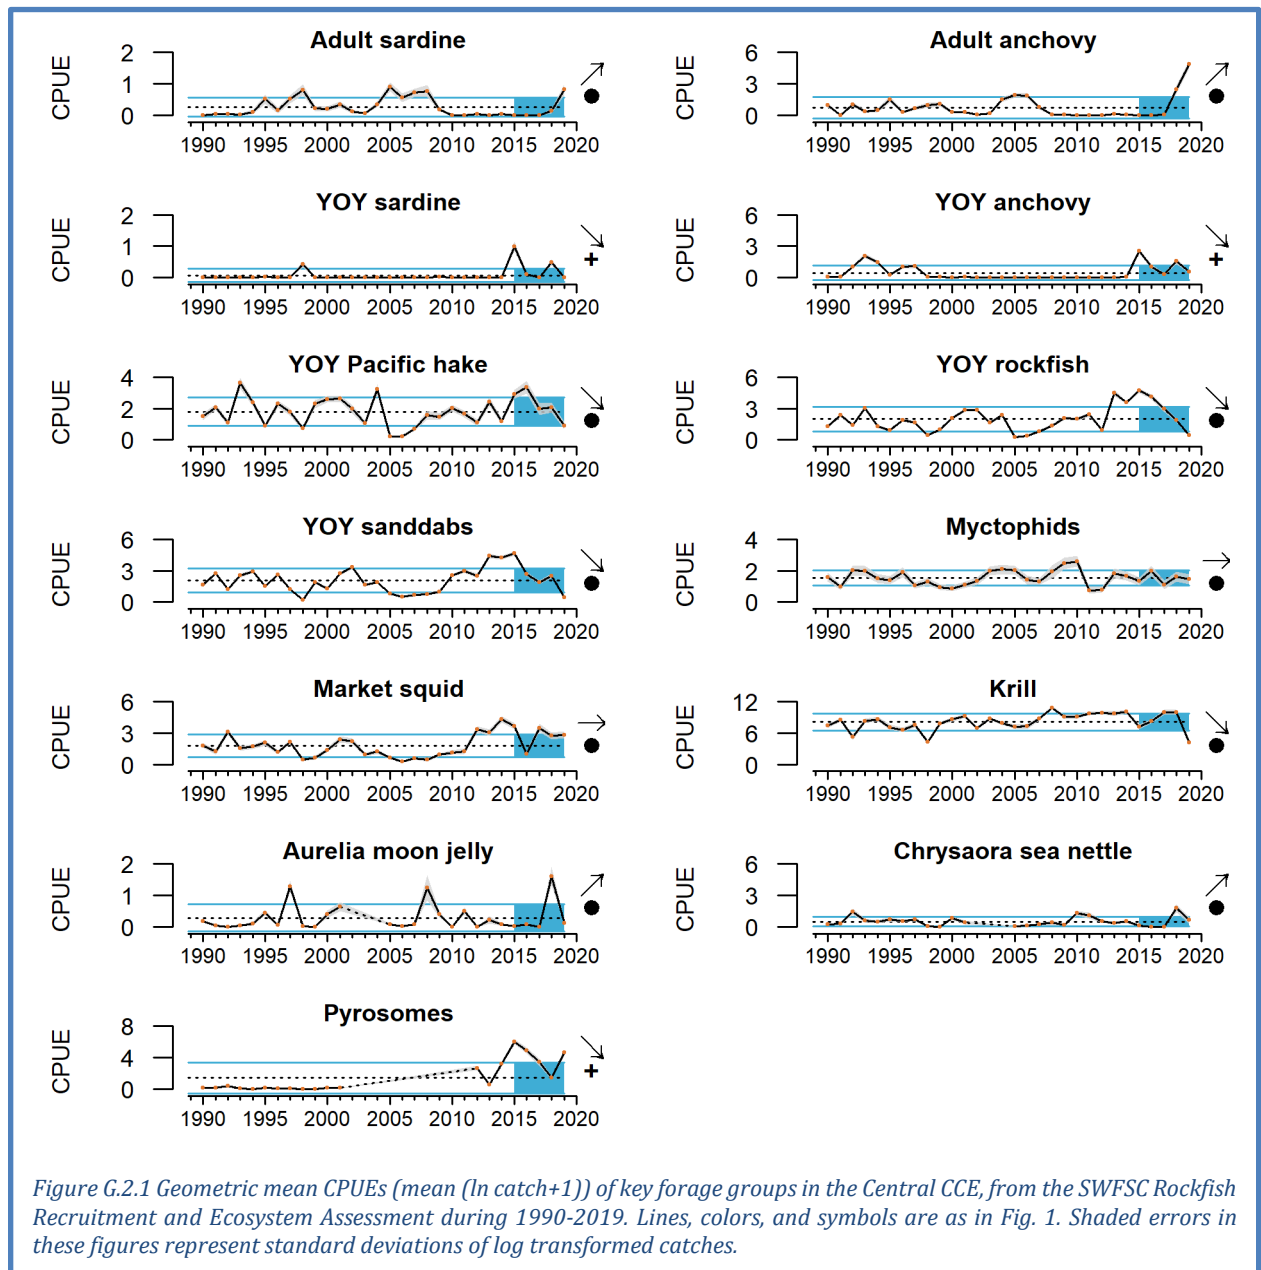 Adult sardine
CPUE
2
1
0
1990 1995 2000 2005 2010 2015 2020
Adult anchovy
CPUE
6
3
0
1990 1995 2000 2005 2010 2015 2020
YOY sardine
CPUE
2
1
0
+
1990 1995 2000 2005 2010 2015 2020
YOY anchovy
CPUE
6
3
0
+
1990 1995 2000 2005 2010 2015 2020
YOY Pacific hake
CPUE
4
2
0
1990 1995 2000 2005 2010 2015 2020
YOY rockfish
CPUE
6
3
0
1990 1995 2000 2005 2010 2015 2020
YOY sanddabs
CPUE
6
3
0
1990 1995 2000 2005 2010 2015 2020
Myctophids
CPUE
4
2
0
1990 1995 2000 2005 2010 2015 2020
Market squid
CPUE
6
3
0
1990 1995 2000 2005 2010 2015 2020
Krill
CPUE
12
6
0
1990 1995 2000 2005 2010 2015 2020
Aurelia moon jelly
CPUE
2
1
0
1990 1995 2000 2005 2010 2015 2020
Chrysaora sea nettle
CPUE
6
3
0
1990 1995 2000 2005 2010 2015 2020
Pyrosomes
CPUE
8
4
0
+
1990 1995 2000 2005 2010 2015 2020
Figure G.2.1 Geometric mean CPUEs (mean (ln catch+1)) of key forage groups in the Central CCE, from the SWFSC Rockfish
Recruitment and Ecosystem Assessment during 1990-2019. Lines, colors, and symbols are as in Fig. 1. Shaded errors in
these figures represent standard deviations of log transformed catches.